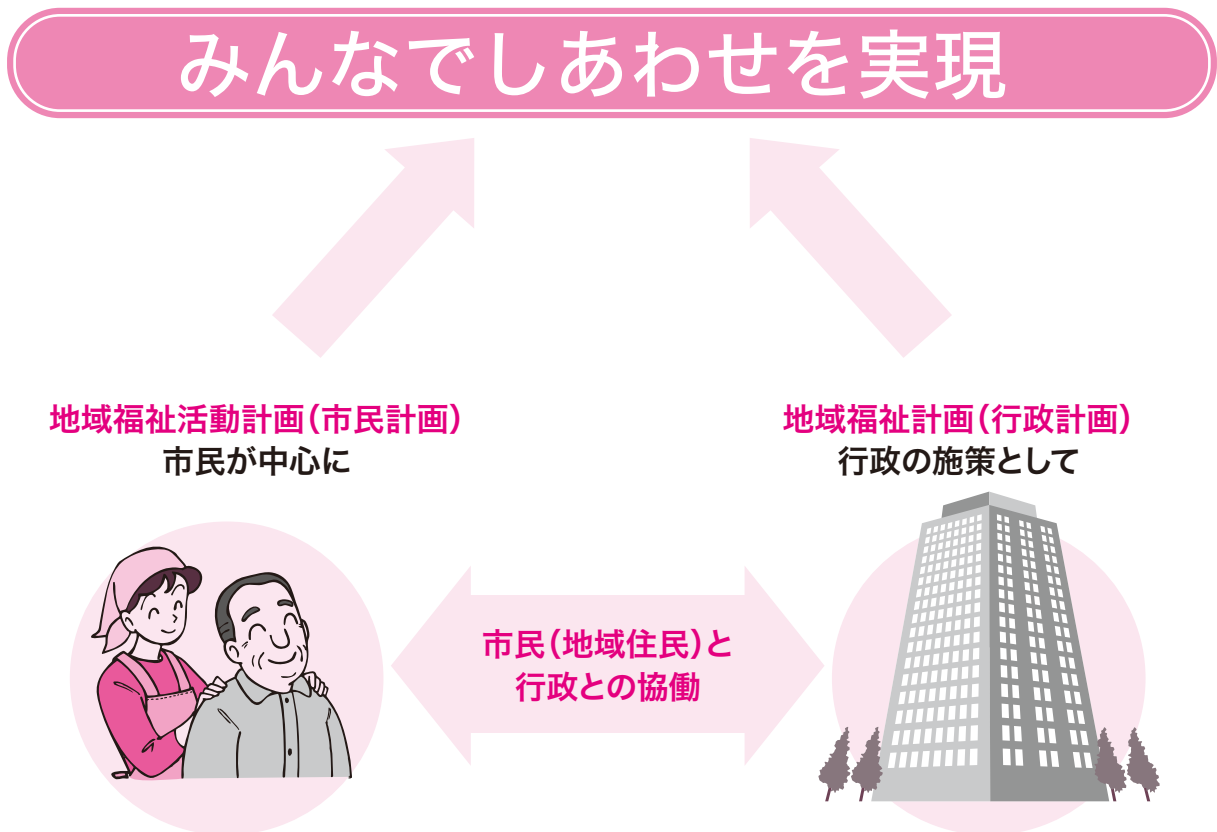 みんなでしあわせを実現
地域福祉活動計画(市民計画)
市民が中心に
地域福祉計画(行政計画)
行政の施策として
市民(地域住民)と
行政との協働